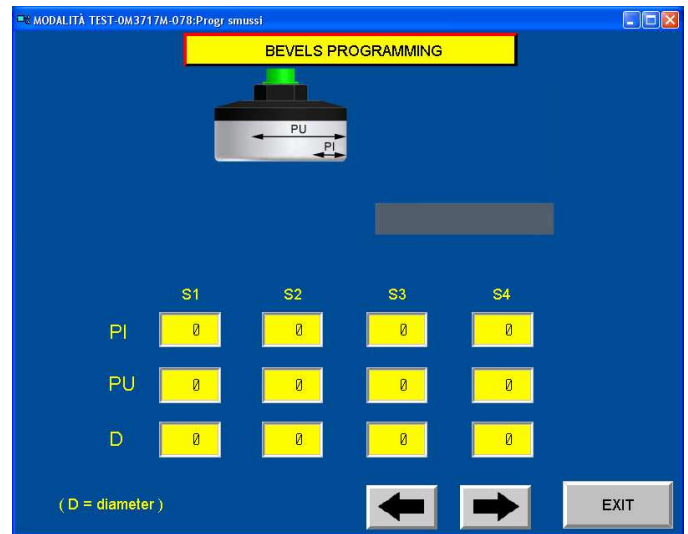 MODALITÀ TEST-0M3717M-078:Progr smussi
BEVELS PROGRAMMING
PU
PI
S1 S2 S3 S4
PI 0 0 0 0
PU 0 0 0 0
D 0 0 0 0
( D = diameter )
EXIT